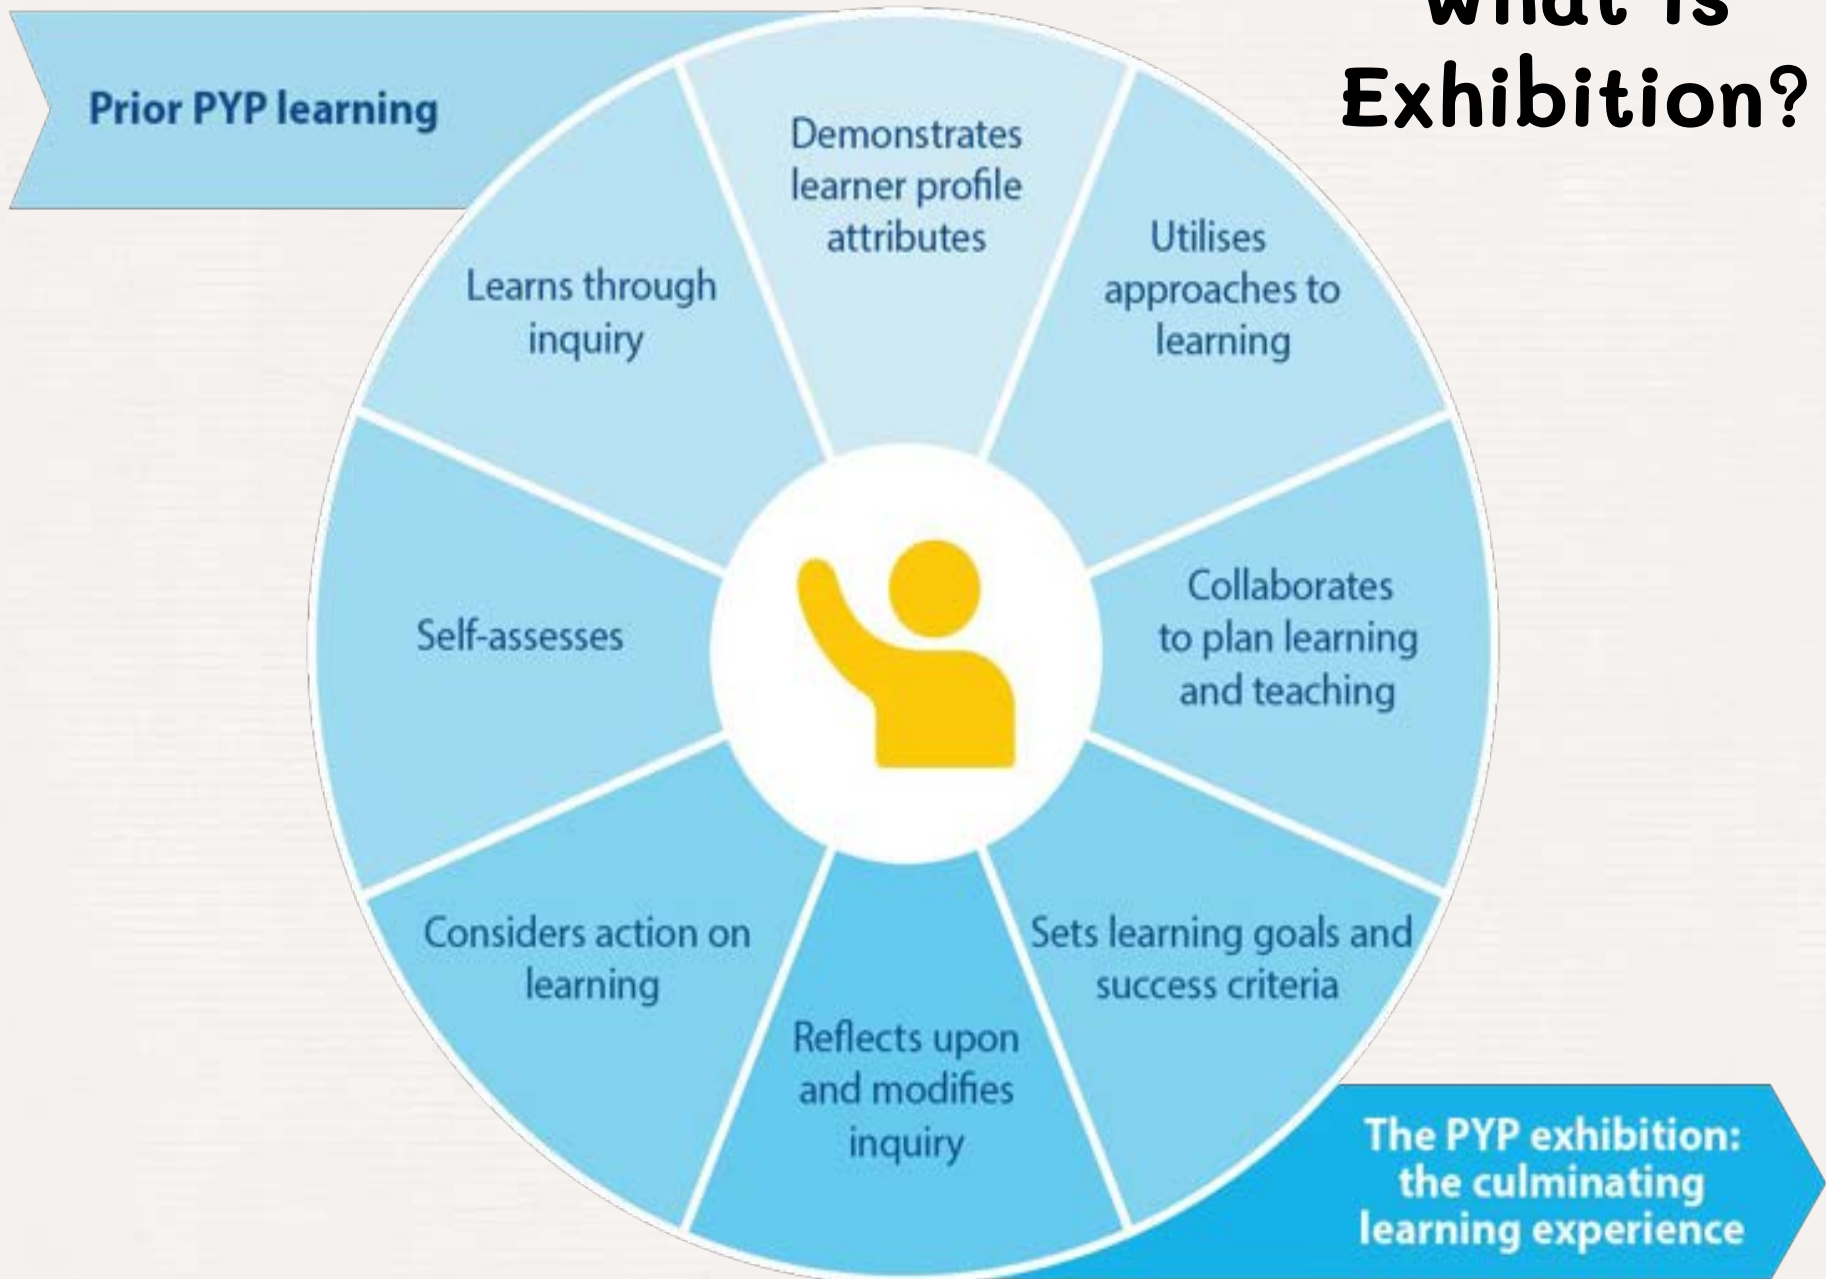 What is
Exhibition?
Prior PYP learning
Demonstrates
learner profile
attributes
Utilises
approaches to
learning
Collaborates
to plan learning
and teaching
Sets learning goals and
success criteria
Reflects upon
and modifies
inquiry
Considers action on
learning
Self-assesses
Learns through
inquiry
The PYP exhibition:
the culminating
learning experience